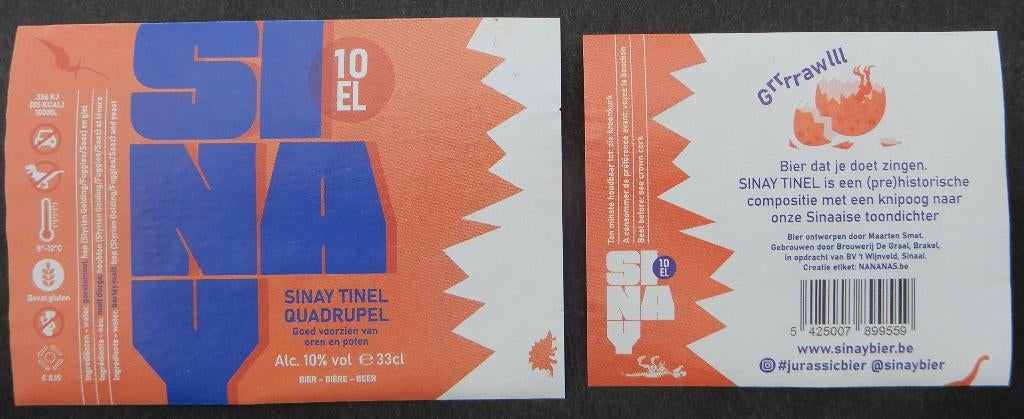 SI
NA
Y
10
EL
356 KJ
(85 KCAL)
100ML
5°-12°C
Bevat gluten
€ 0,10
Ingrediënten - water, gerstemout, hop (Styrian Golding/Fuggles/Saaz) en gist
Ingrédients - eau, malt d'orge, houblon (Styrian Golding/Fuggles/Saaz) et levure
Ingredients - water, barley malt, hop (Styrian Golding/Fuggles/Saaz) and yeast
SINAY TINEL
QUADRUPEL
Goed voorzien van
oren en poten
Alc. 10% vol ℮ 33cl
BIER – BIÈRE – BEER
Ten minste houdbaar tot: zie kroonkurk
A consommer de préférence avant: voyez le bouchon
Best before: see crown cork
SI
NA
Y
10
EL
Grrrrawlll
Bier dat je doet zingen.
SINAY TINEL is een (pre)historische
compositie met een knipoog naar
onze Sinaaise toondichter
Bier ontworpen door Maarten Smet.
Gebrouwen door Brouwerij De Graal, Brakel,
in opdracht van BV 't Wijnveld, Sinaai.
Creatie etiket: NANANAS.be
5 425007 899559
www.sinaybier.be
#jurassicbier @sinaybier